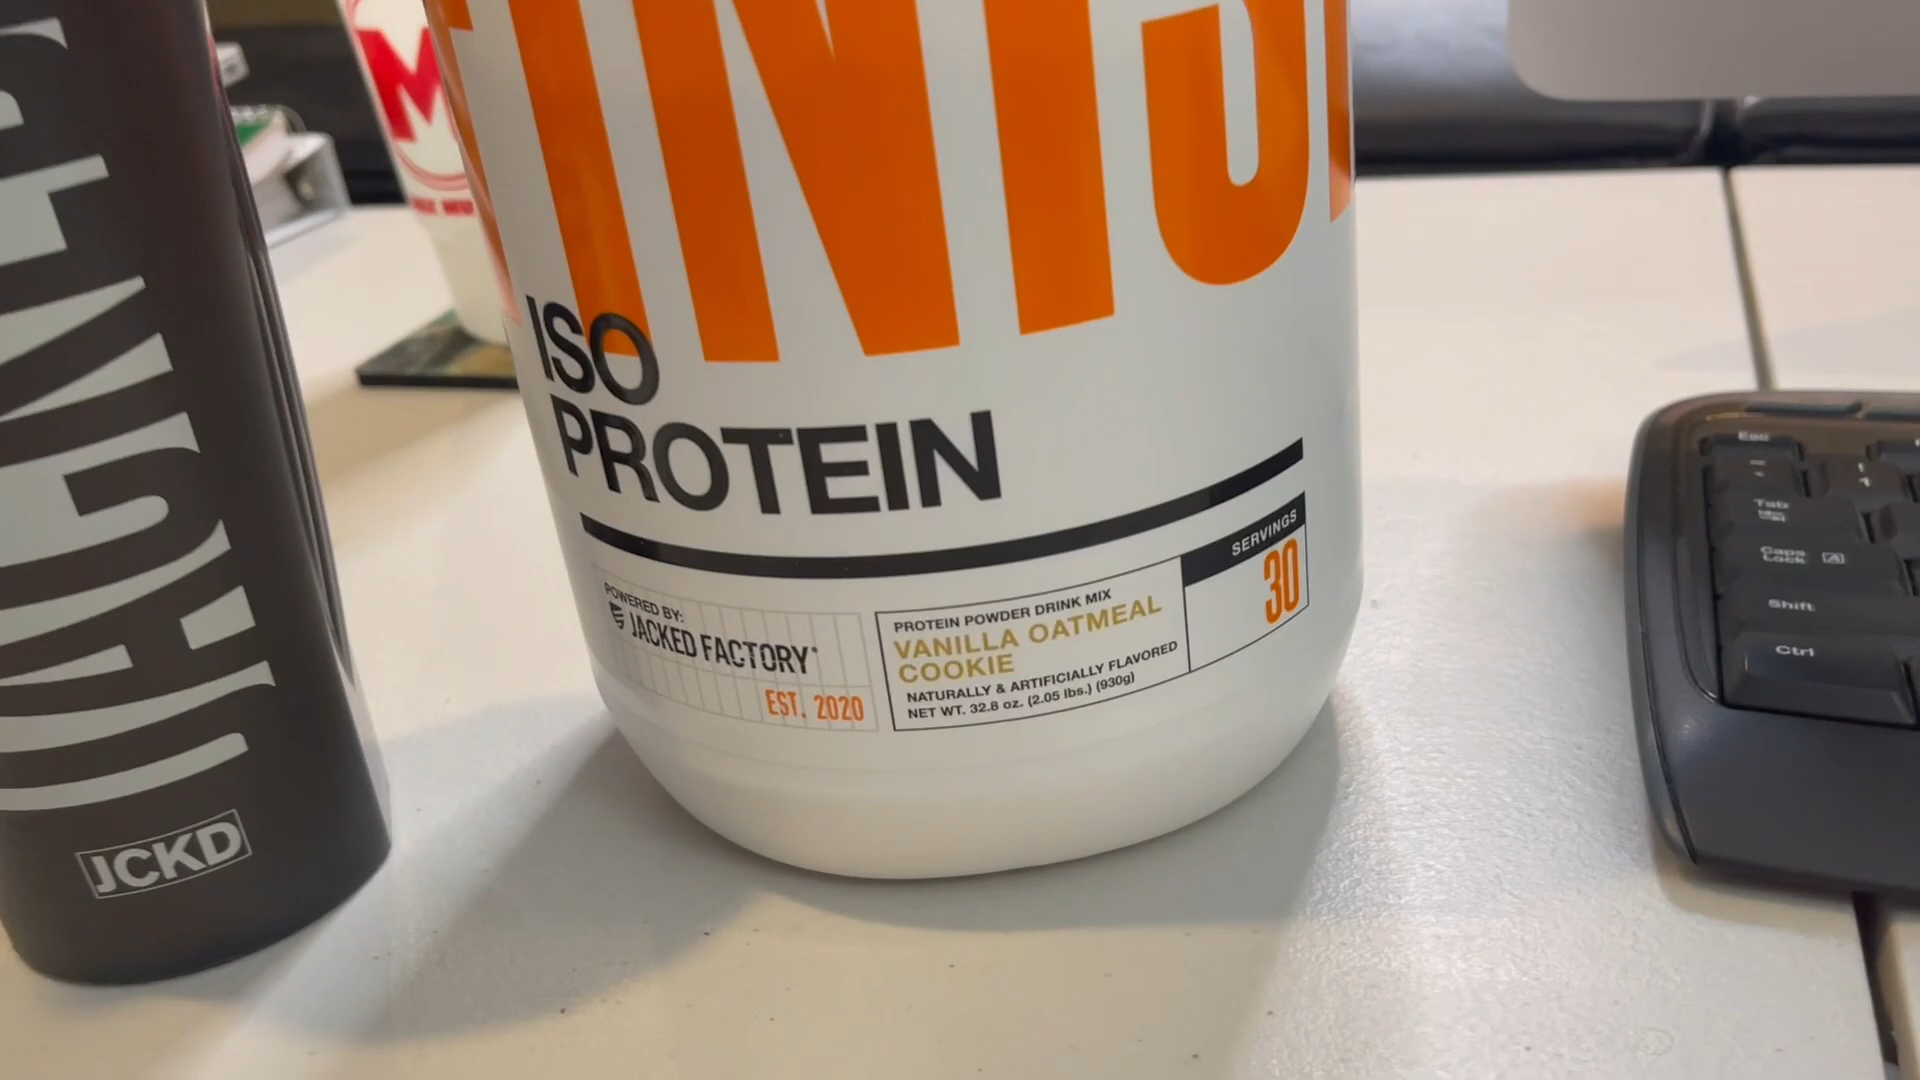 ISO
PROTEIN
POWERED BY:
JACKED FACTORY
EST. 2020
PROTEIN POWDER DRINK MIX
VANILLA OATMEAL
COOKIE
NATURALLY & ARTIFICIALLY FLAVORED
NET WT. 32.8 oz. (2.05 lbs.) (930g)
SERVINGS
30
JCKD
M
Esc
Tab
Caps
Lock
A
Shift
Ctrl